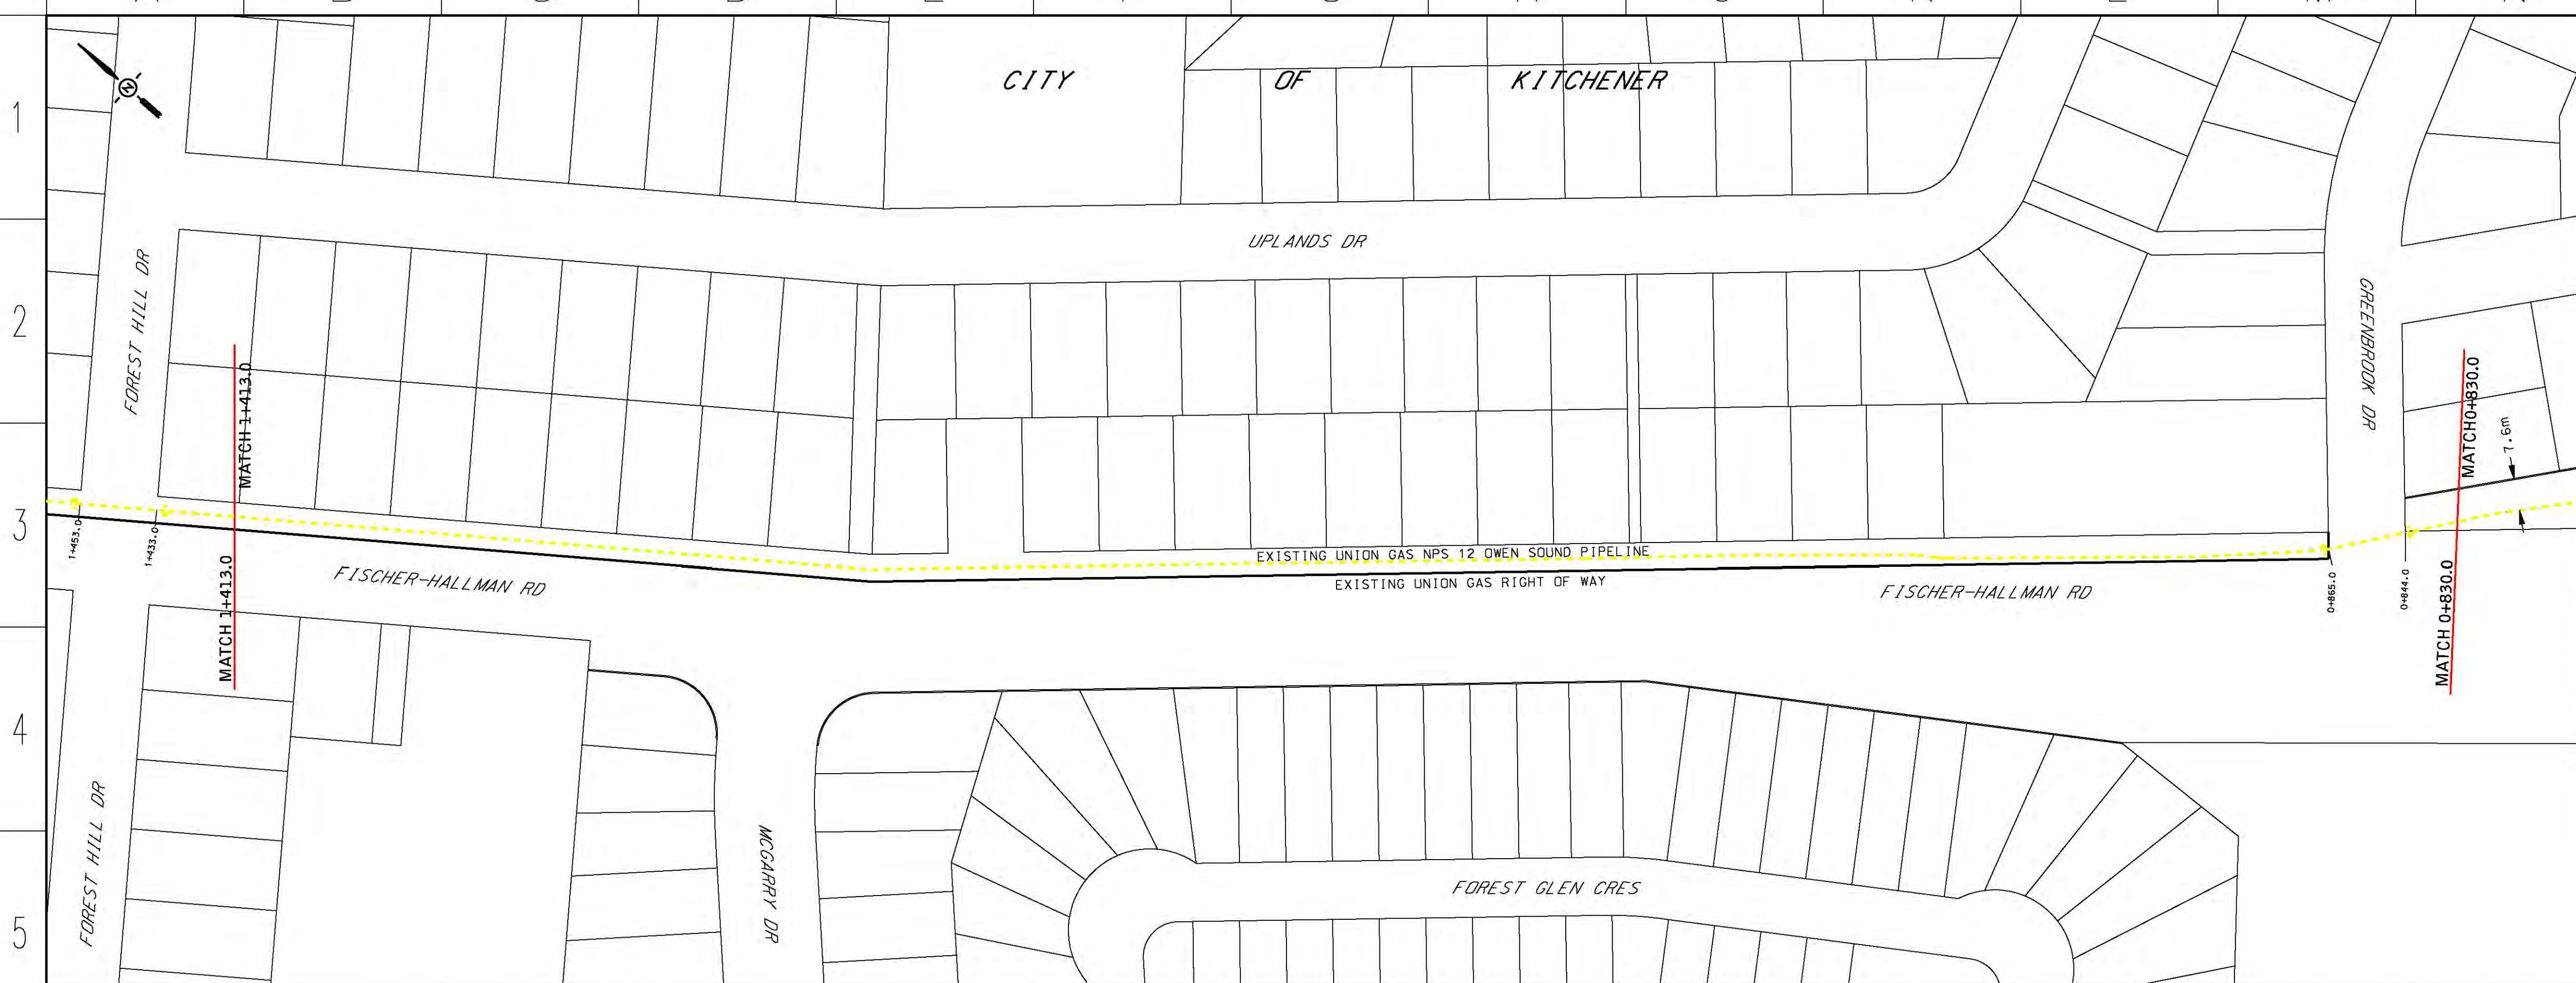 N
1
CITY OF KITCHENER
UPLANDS DR
2
FOREST HILL DR
GREENBROOK DR
MATCH 1+413.0
MATCH 0+830.0
7.6m
3
1+453.0
1+433.0
EXISTING UNION GAS NPS 12 OWEN SOUND PIPELINE
EXISTING UNION GAS RIGHT OF WAY
FISCHER-HALLMAN RD
FISCHER-HALLMAN RD
0+865.0
0+844.0
MATCH 1+413.0
MATCH 0+830.0
4
FOREST HILL DR
MCGARRY DR
FOREST GLEN CRES
5